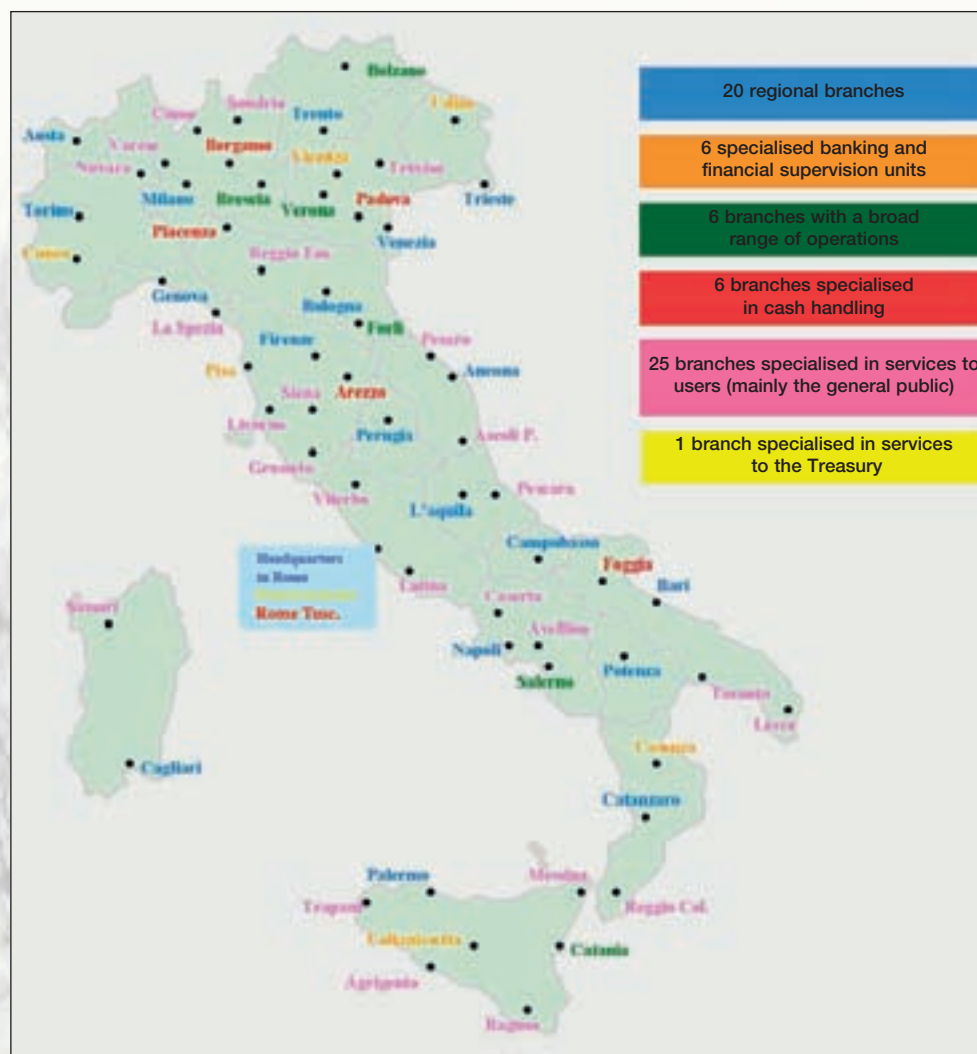 Bolzano
20 regional branches
6 specialised banking and
financial supervision units
6 branches with a broad
range of operations
6 branches specialised
in cash handling
25 branches specialised in services to
users (mainly the general public)
1 branch specialised in services
to the Treasury
Sondrio
Udine
Como
Trento
Aosta
Varese
Bergamo
Vicenza
Treviso
Novara
Milano
Brescia
Verona
Padova
Trieste
Torino
Piacenza
Venezia
Cuneo
Reggio Em.
Genova
Bologna
La Spezia
Forlì
Firenze
Pesaro
Pisa
Ancona
Siena
Arezzo
Livorno
Perugia
Ascoli P.
Grosseto
Viterbo
Pescara
L'aquila
Campobasso
Headquarters
in Rome
Rome Tusc.
Foggia
Latina
Bari
Caserta
Sassari
Avellino
Napoli
Potenza
Salerno
Taranto
Lecce
Cosenza
Cagliari
Catanzaro
Palermo
Messina
Trapani
Reggio Cal.
Caltanissetta
Catania
Agrigento
Ragusa